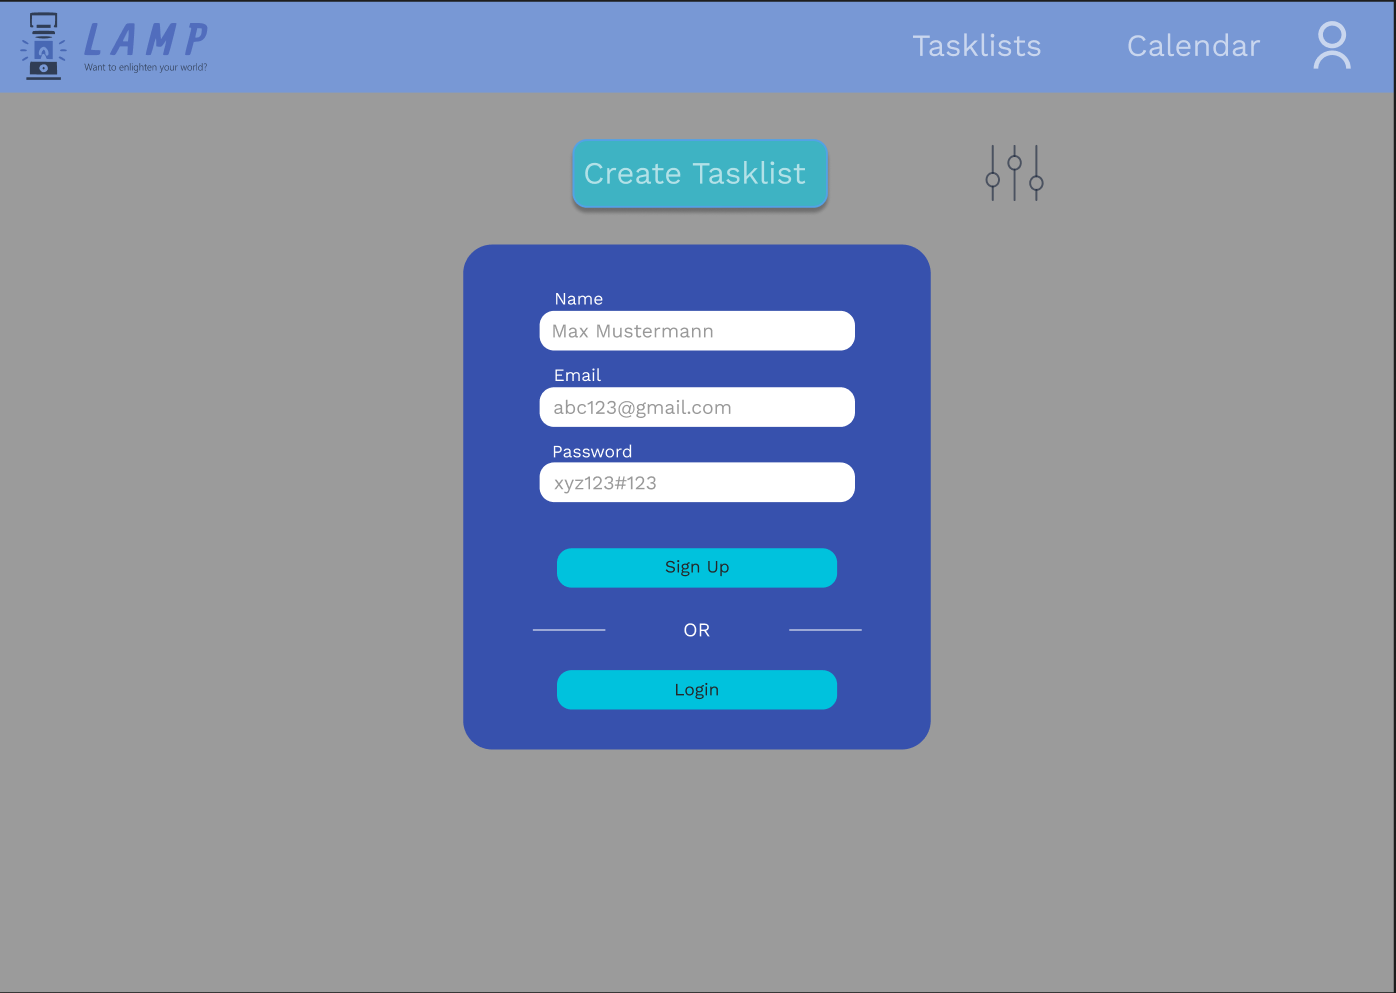 LAMP
Want to enlighten your world?
Tasklists
Calendar
Create Tasklist
Name
Max Mustermann
Email
abc123@gmail.com
Password
xyz123#123
Sign Up
OR
Login